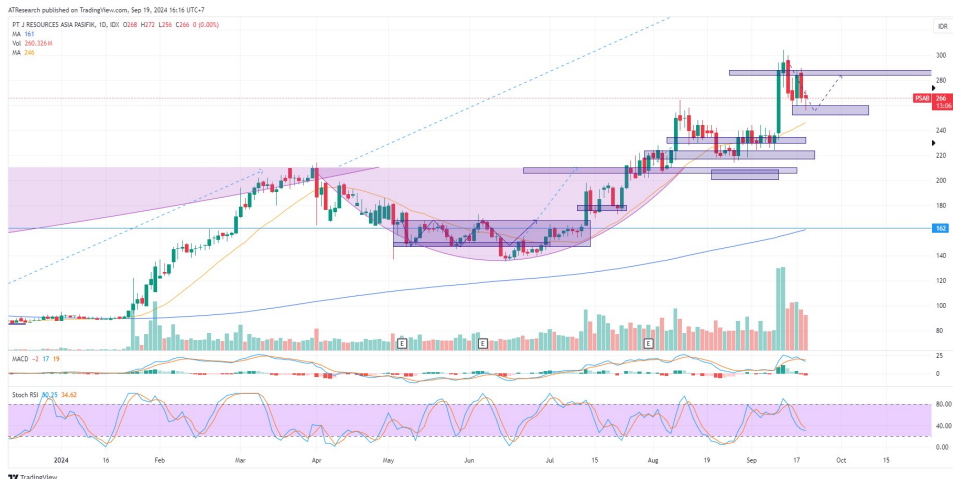 ATResearch published on TradingView.com, Sep 19, 2024 16:16 UTC+7
PT J RESOURCES ASIA PASIFIK, 1D, IDX O268 H272 L256 C266 0 (0.00%)
MA 161
Vol 260.326M
MA 246
IDR
300
280
PSAB 266
13:06
240
220
200
180
162
140
120
100
80
E E E
MACD −2 17 19
25
0
Stoch RSI 34.62
80.00
40.00
0.00
2024 16 Feb Mar Apr May Jun Jul 15 Aug 19 Sep 17 Oct 15
TradingView